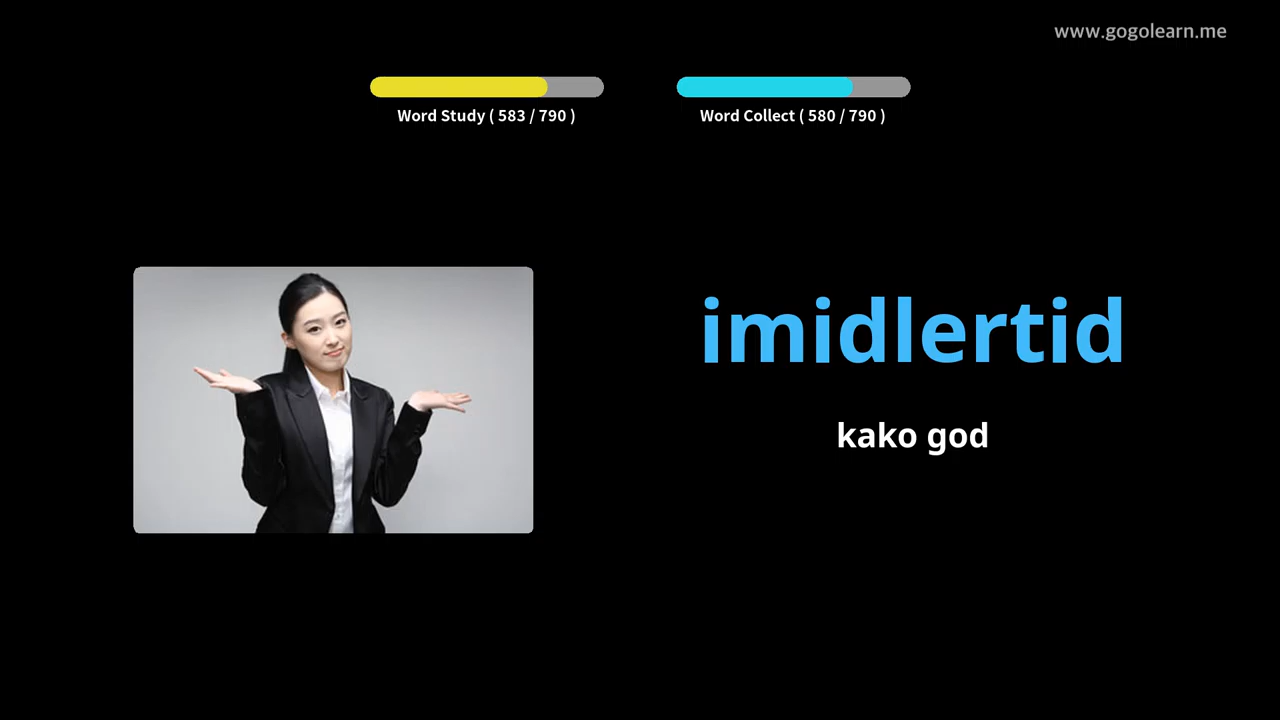 www.gogolearn.me
Word Study ( 583 / 790 )
Word Collect ( 580 / 790 )
imidlertid
kako god